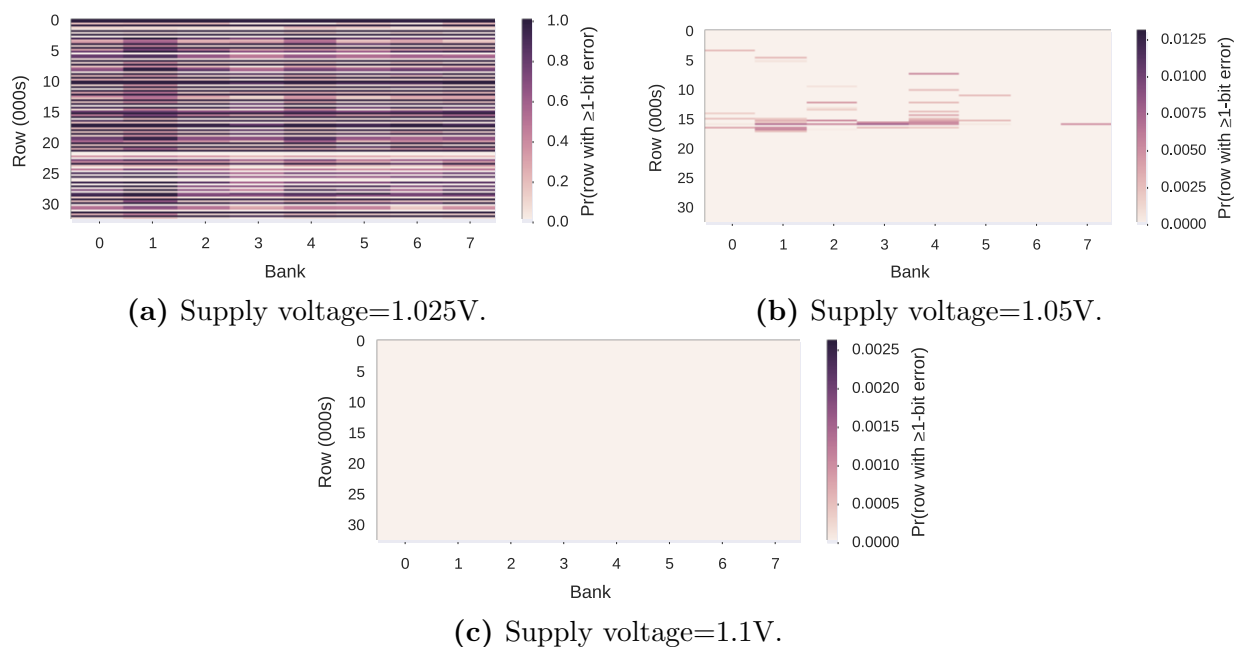 0
5
10
15
20
25
30
Row (000s)
0 1 2 3 4 5 6 7
Bank
1.0
0.8
0.6
0.4
0.2
0.0
Pr(row with ≥1-bit error)
(a) Supply voltage=1.025V.
0
5
10
15
20
25
30
Row (000s)
0 1 2 3 4 5 6 7
Bank
0.0125
0.0100
0.0075
0.0050
0.0025
0.0000
Pr(row with ≥1-bit error)
(b) Supply voltage=1.05V.
0
5
10
15
20
25
30
Row (000s)
0 1 2 3 4 5 6 7
Bank
0.0025
0.0020
0.0015
0.0010
0.0005
0.0000
Pr(row with ≥1-bit error)
(c) Supply voltage=1.1V.